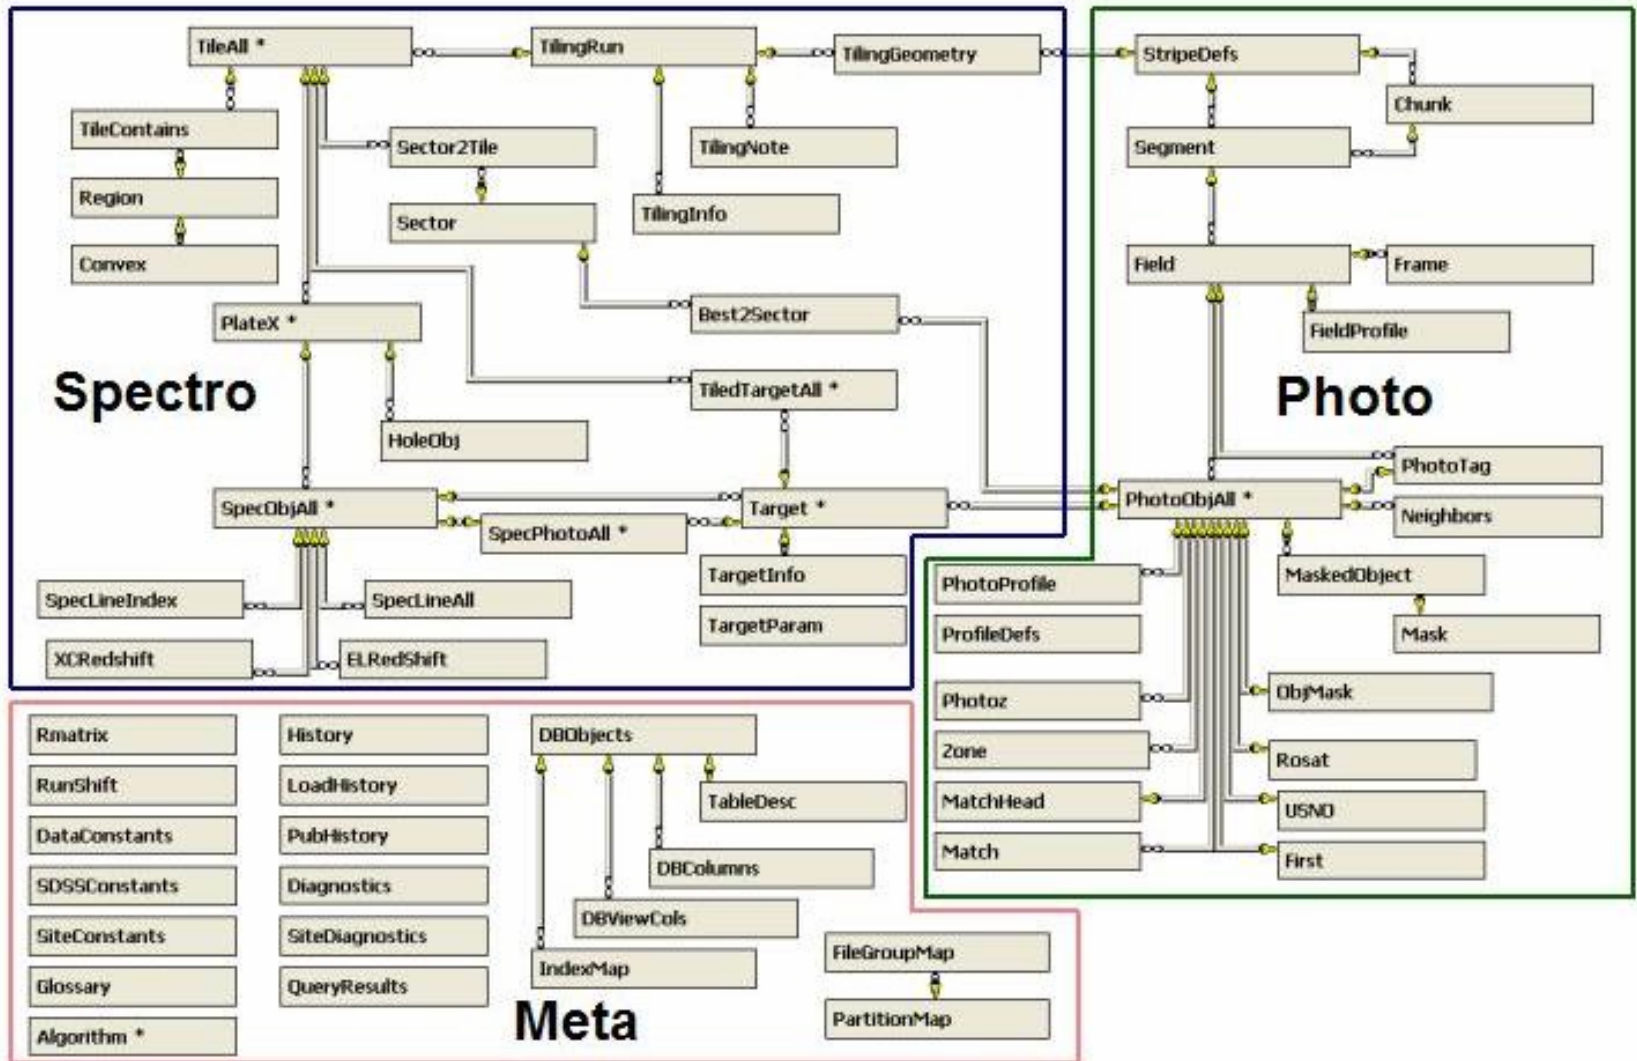 TileAll *
TilingRun
TilingGeometry
TileContains
Sector2Tile
TilingNote
Region
Sector
TilingInfo
Convex
PlateX *
Best2Sector
Spectro
TiledTargetAll *
HoleObj
SpecObjAll *
Target *
SpecPhotoAll *
TargetInfo
SpecLineIndex
SpecLineAll
TargetParam
XCRedshift
ELRedShift
StripeDefs
Chunk
Segment
Field
Frame
FieldProfile
Photo
PhotoTag
PhotoObjAll *
Neighbors
PhotoProfile
MaskedObject
ProfileDefs
Mask
Photoz
ObjMask
Zone
Rosat
MatchHead
USNO
Match
First
Rmatrix
History
DBObjects
RunShift
LoadHistory
TableDesc
DataConstants
PubHistory
DBColumns
SDSSConstants
Diagnostics
DBViewCols
SiteConstants
SiteDiagnostics
FileGroupMap
IndexMap
Glossary
QueryResults
Meta
PartitionMap
Algorithm *